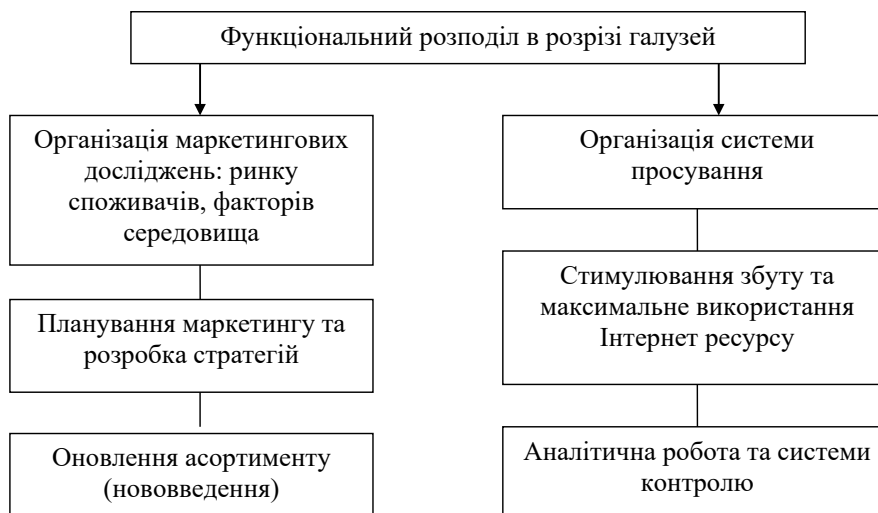 Функціональний розподіл в розрізі галузей
Організація маркетингових
досліджень: ринку
споживачів, факторів
середовища
Планування маркетингу та
розробка стратегій
Оновлення асортименту
(нововведення)
Організація системи
просування
Стимулювання збуту та
максимальне використання
Інтернет ресурсу
Аналітична робота та системи
контролю